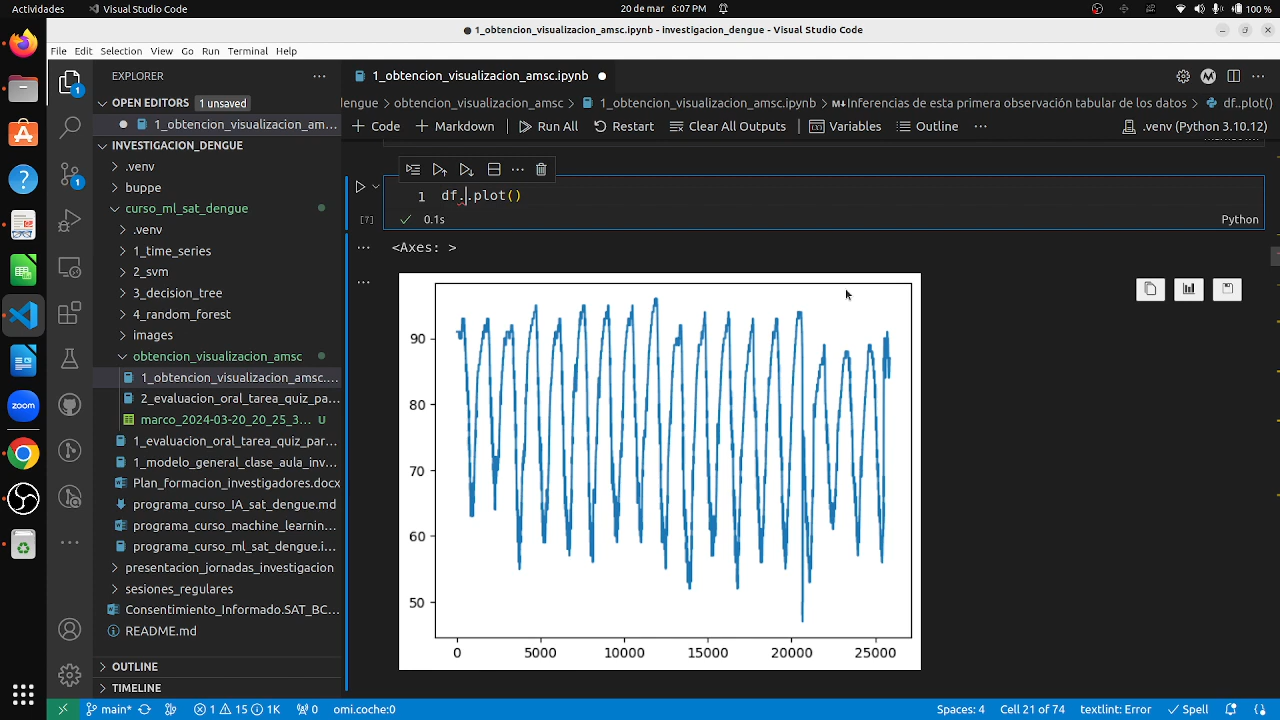 Actividades
Visual Studio Code
20 de mar 6:07 PM
100 %
● 1_obtencion_visualizacion_amsc.ipynb - investigacion_dengue - Visual Studio Code
File Edit Selection View Go Run Terminal Help
EXPLORER
OPEN EDITORS 1 unsaved
● 1_obtencion_visualizacion_am...
INVESTIGACION_DENGUE
.venv
buppe
curso_ml_sat_dengue
.venv
1_time_series
2_svm
3_decision_tree
4_random_forest
images
obtencion_visualizacion_amsc
1_obtencion_visualizacion_amsc....
2_evaluacion_oral_tarea_quiz_pa...
marco_2024-03-20_20_25_3... U
1_evaluacion_oral_tarea_quiz_par...
1_modelo_general_clase_aula_inv...
Plan_formacion_investigadores.docx
programa_curso_IA_sat_dengue.md
programa_curso_machine_learnin...
programa_curso_ml_sat_dengue.i...
presentacion_jornadas_investigacion
sesiones_regulares
Consentimiento_Informado.SAT_BC...
README.md
OUTLINE
TIMELINE
1_obtencion_visualizacion_amsc.ipynb ●
dengue > obtencion_visualizacion_amsc > 1_obtencion_visualizacion_amsc.ipynb > M↓Inferencias de esta primera observación tabular de los datos > df..plot()
+ Code + Markdown Run All Restart Clear All Outputs Variables Outline ... .venv (Python 3.10.12)
1 df..plot()
[7] 0.1s Python
<Axes: >
90
80
70
60
50
0 5000 10000 15000 20000 25000
zoom
main* 1 15 1K 0 omi.coche:0 Spaces: 4 Cell 21 of 74 textlint: Error Spell